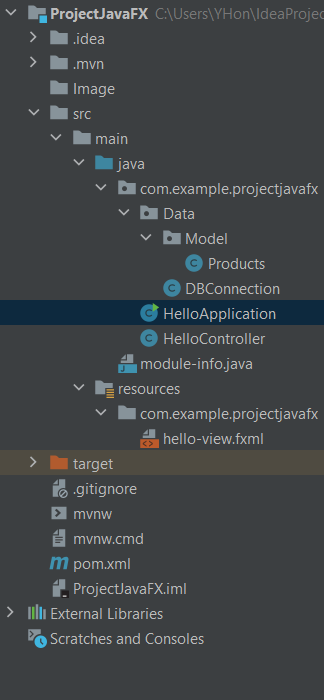 ProjectJavaFX C:\Users\YHon\IdeaProjec
.idea
.mvn
Image
src
main
java
com.example.projectjavafx
Data
Model
Products
DBConnection
HelloApplication
HelloController
module-info.java
resources
com.example.projectjavafx
hello-view.fxml
target
.gitignore
mvnw
mvnw.cmd
pom.xml
ProjectJavaFX.iml
External Libraries
Scratches and Consoles